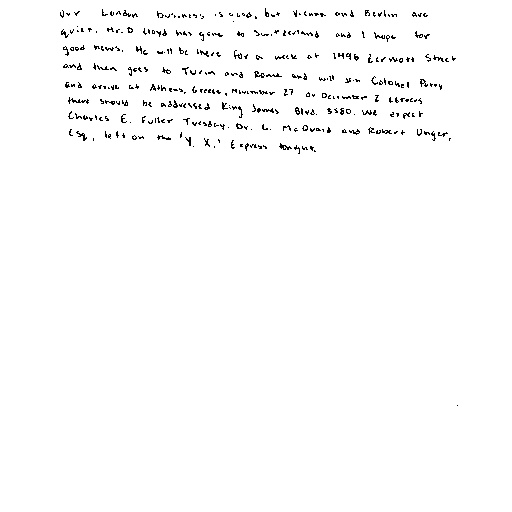 Our London business is good, but Vienna and Berlin are
quiet. Mr. D. Lloyd has gone to Switzerland and I hope for
good news. He will be there for a week at 1496 Zermott Street
and then goes to Turin and Rome and will join Colonel Parry
and arrive at Athens, Greece, November 27 or December 2 Letters
there should be addressed King James Blvd. 3580. We expect
Charles E. Fuller Tuesday. Dr. L. McQuaid and Robert Unger,
Esq., left on the 'Y. X.' Express tonight.